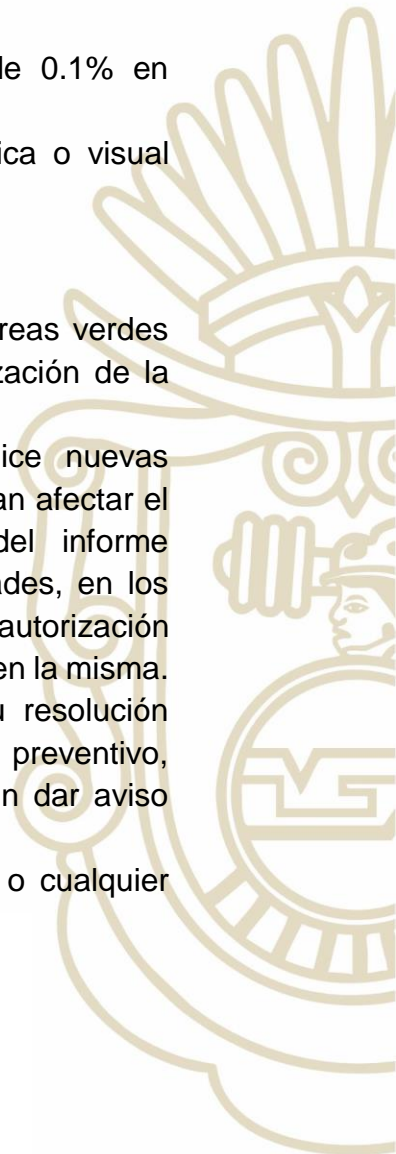 de 0.1% en
ica o visual
reas verdes
zación de la
ice nuevas
an afectar el
del informe
ades, en los
autorización
en la misma.
u resolución
preventivo,
n dar aviso
o cualquier